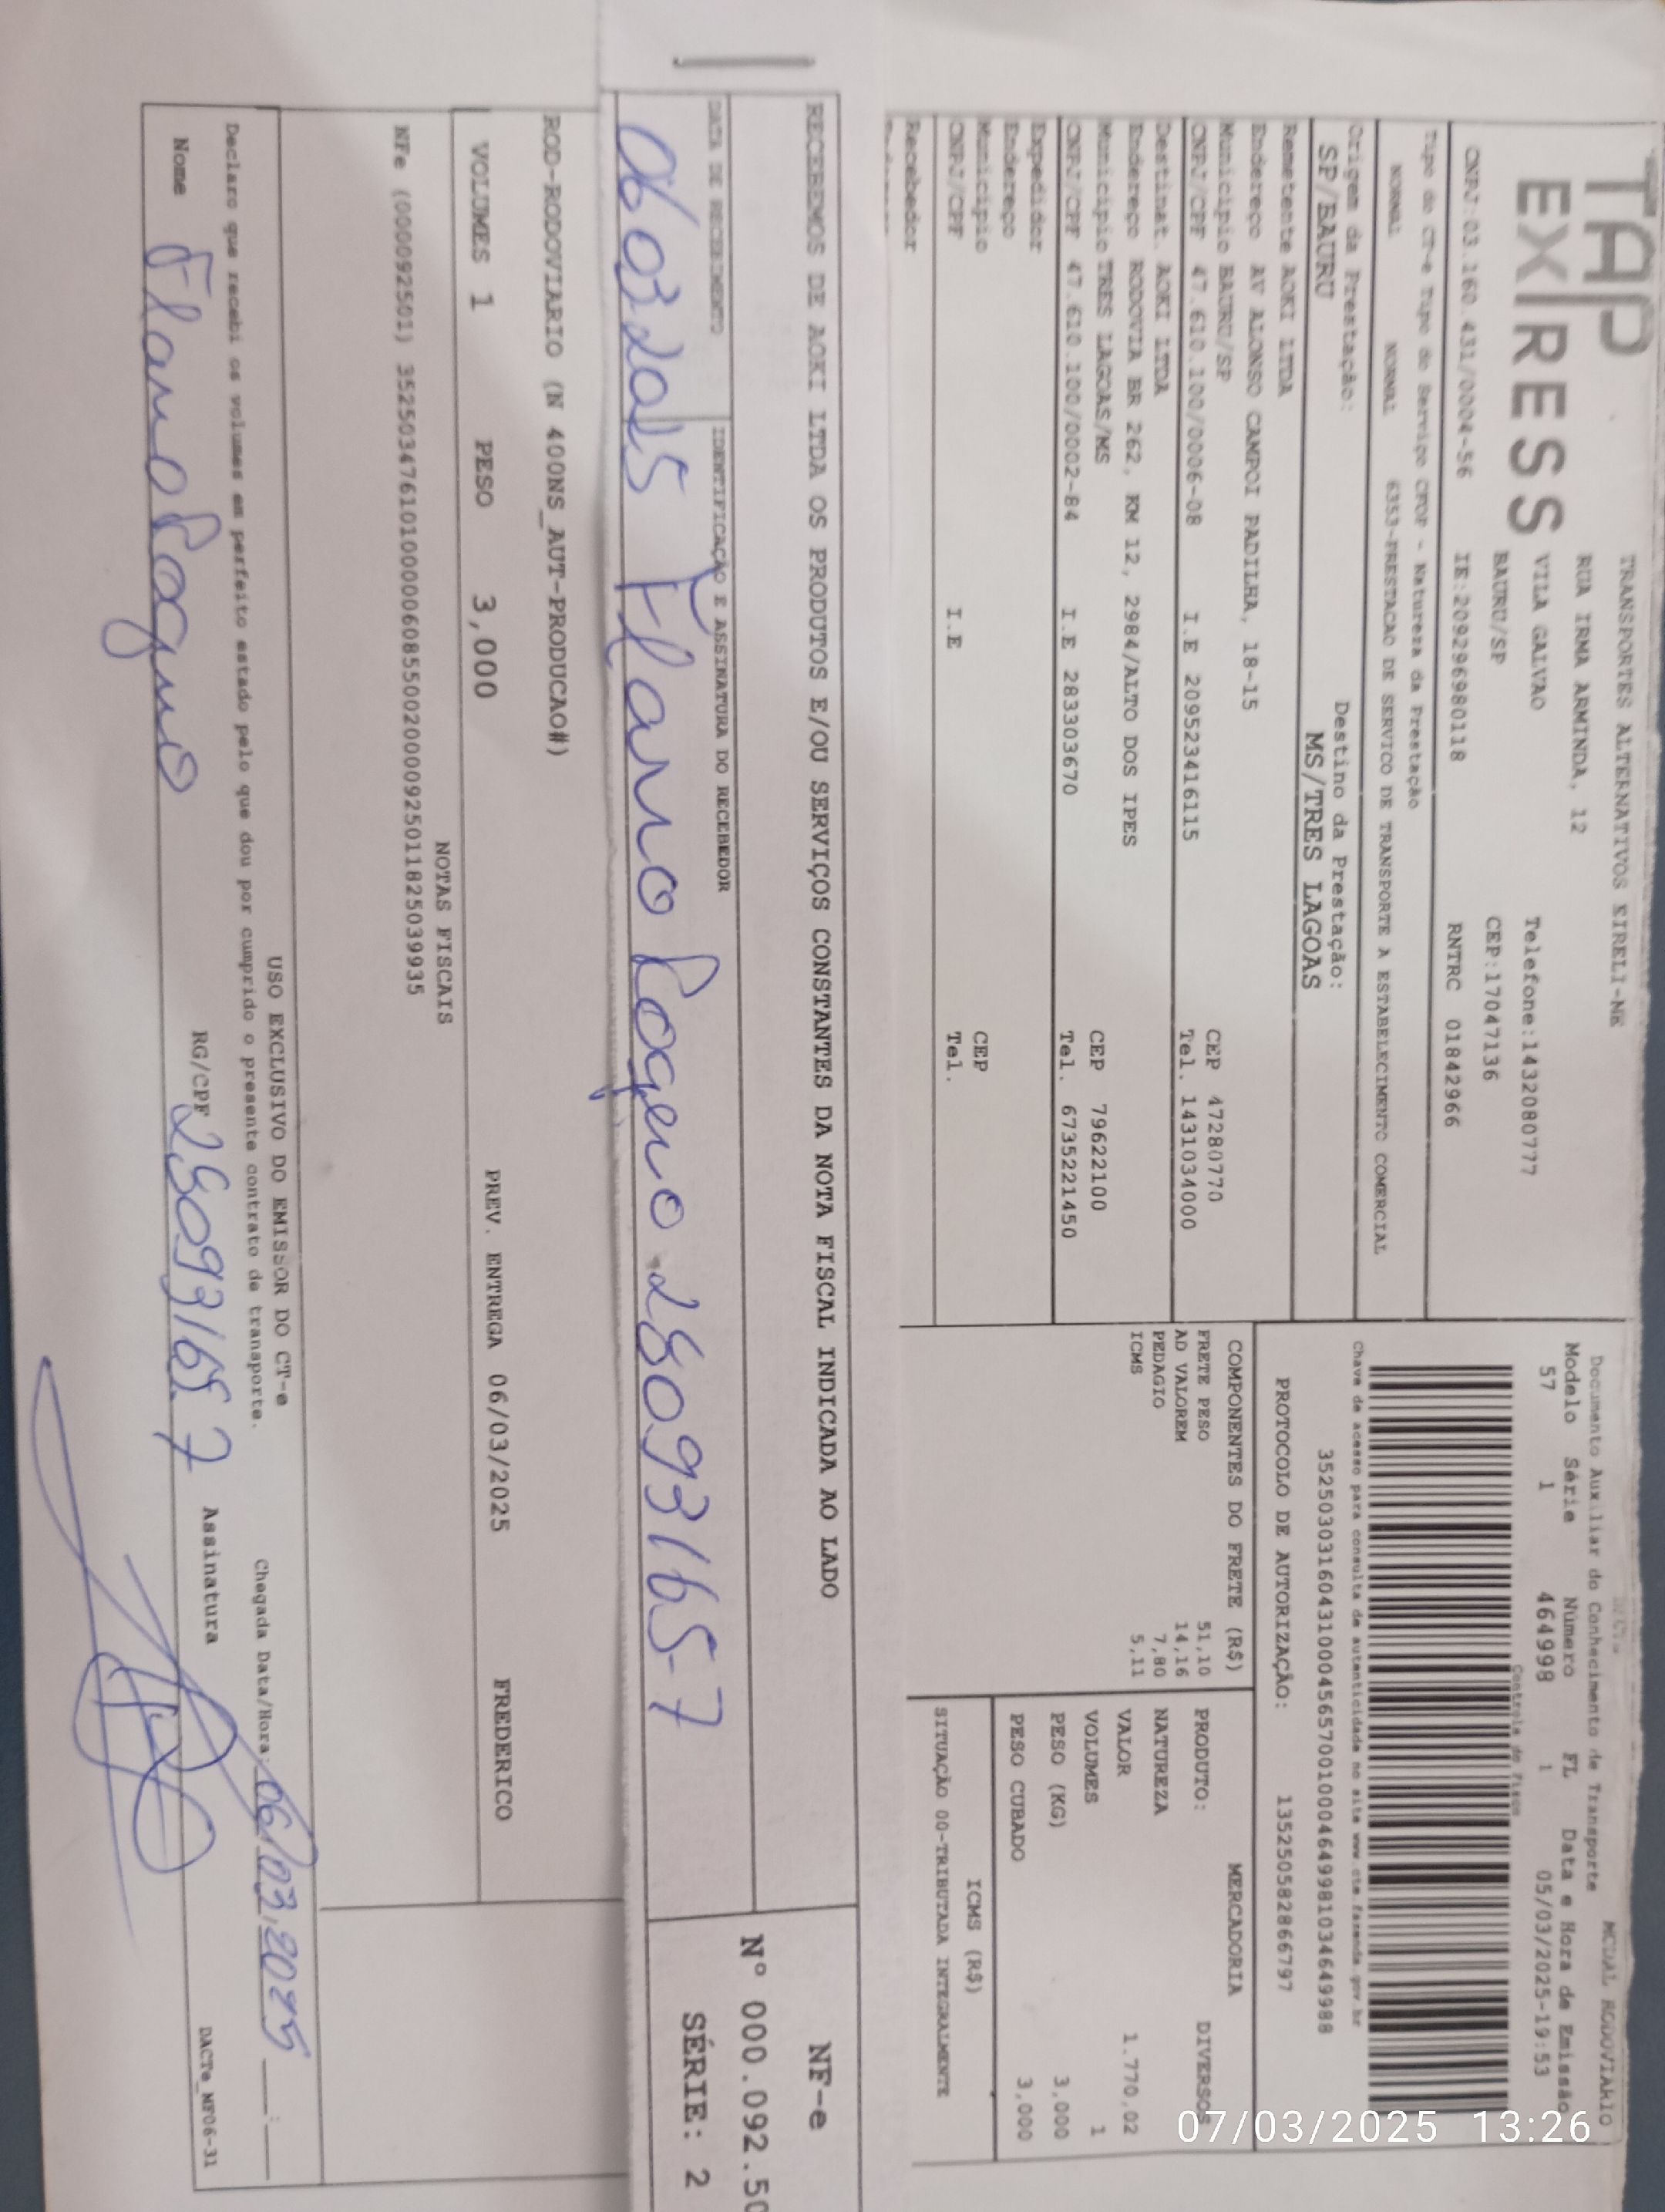 TAP
EXPRESS
TRANSPORTES ALTERNATIVOS EIRELI-ME
RUA IRMA ARMINDA, 12
VILA GALVAO Telefone:1432080777
BAURU/SP CEP:17047136
CNPJ:03.160.431/0004-56 IE:209296980118 RNTRC 01842966
Tipo do CT-e Tipo do Serviço CFOP - Natureza da Prestação
NORMAL NORMAL 6353-PRESTACAO DE SERVICO DE TRANSPORTE A ESTABELECIMENTO COMERCIAL
Origem da Prestação: Destino da Prestação:
SP/BAURU MS/TRES LAGOAS
Remetente AOKI LTDA
Endereço AV ALONSO CAMPOI PADILHA, 18-15
Municipio BAURU/SP CEP 47280770
CNPJ/CPF 47.610.100/0006-08 I.E 209523416115 Tel. 1431034000
Destinat. AOKI LTDA
Endereço RODOVIA BR 262, KM 12, 2984/ALTO DOS IPES
Municipio TRES LAGOAS/MS CEP 79622100
CNPJ/CPF 47.610.100/0002-84 I.E 283303670 Tel. 673522​1450
Expedidor
Endereço
Municipio CEP
CNPJ/CPF I.E Tel.
Recebedor
MODAL RODOVIARIO
Documento Auxiliar do Conhecimento de Transporte
Modelo Série Número FL Data e Hora de Emissão
57 1 464998 1 05/03/2025-19:53
Controle do Fisco
Chave de acesso para consulta de autenticidade no site www.cte.fazenda.gov.br
35250303160431000456570010004649981034649988
PROTOCOLO DE AUTORIZAÇÃO: 135250582866797
COMPONENTES DO FRETE (R$)
FRETE PESO 51,10
AD VALOREM 14,16
PEDAGIO 7,80
ICMS 5,11
MERCADORIA
PRODUTO: DIVERSOS
NATUREZA
VALOR 1.770,02
VOLUMES 1
PESO (KG) 3,000
PESO CUBADO 3,000
ICMS (R$)
SITUAÇÃO 00-TRIBUTADA INTEGRALMENTE
RECEBEMOS DE AOKI LTDA OS PRODUTOS E/OU SERVIÇOS CONSTANTES DA NOTA FISCAL INDICADA AO LADO
DATA DE RECEBIMENTO IDENTIFICAÇÃO E ASSINATURA DO RECEBEDOR
06/03/2025 28093165-7
NF-e
Nº 000.092.50
SÉRIE: 2
ROD-RODOVIARIO (N 400NS_AUT-PRODUCAO#)
VOLUMES 1 PESO 3,000 PREV. ENTREGA 06/03/2025 FREDERICO
NOTAS FISCAIS
NFe (000092501) 35250347610100000608550020000925011825039935
USO EXCLUSIVO DO EMISSOR DO CT-e
Declaro que recebi os volumes em perfeito estado pelo que dou por cumprido o presente contrato de transporte.
Chegada Data/Hora: 06/03/2025 __:__
Nome RG/CPF 28093165 7 Assinatura
DACTe_MF06-31
07/03/2025 13:26